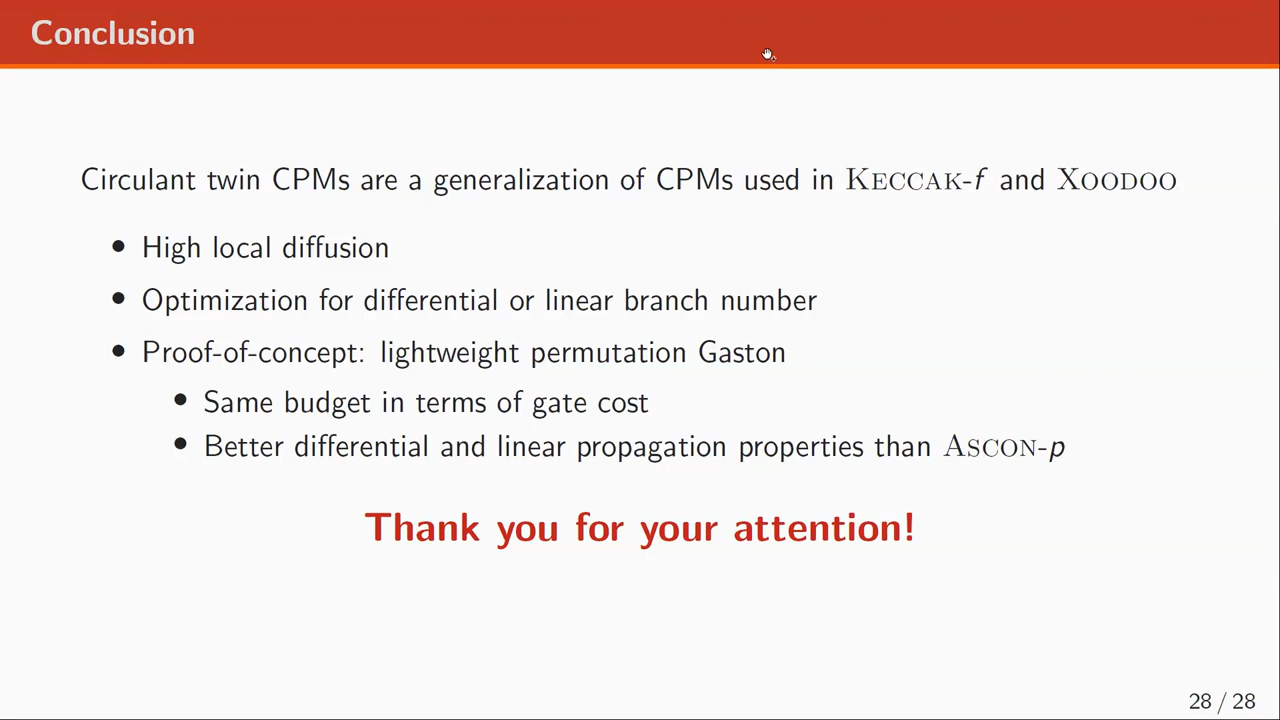 Conclusion
Circulant twin CPMs are a generalization of CPMs used in KECCAK-f and XOODOO
• High local diffusion
• Optimization for differential or linear branch number
• Proof-of-concept: lightweight permutation Gaston
• Same budget in terms of gate cost
• Better differential and linear propagation properties than ASCON-p
Thank you for your attention!
28 / 28